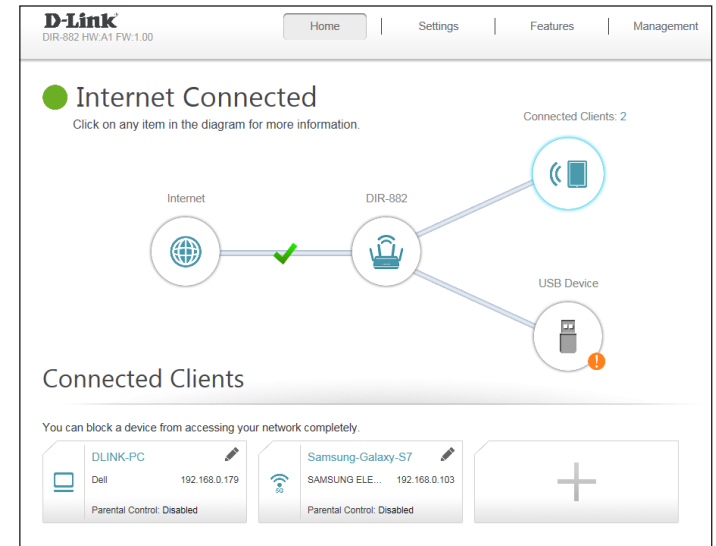 D-Link
DIR-882 HW:A1 FW:1.00
Home
Settings
Features
Management
Internet Connected
Click on any item in the diagram for more information.
Connected Clients: 2
Internet
DIR-882
USB Device
Connected Clients
You can block a device from accessing your network completely.
DLINK-PC
Dell 192.168.0.179
Parental Control: Disabled
Samsung-Galaxy-S7
5G
SAMSUNG ELE... 192.168.0.103
Parental Control: Disabled